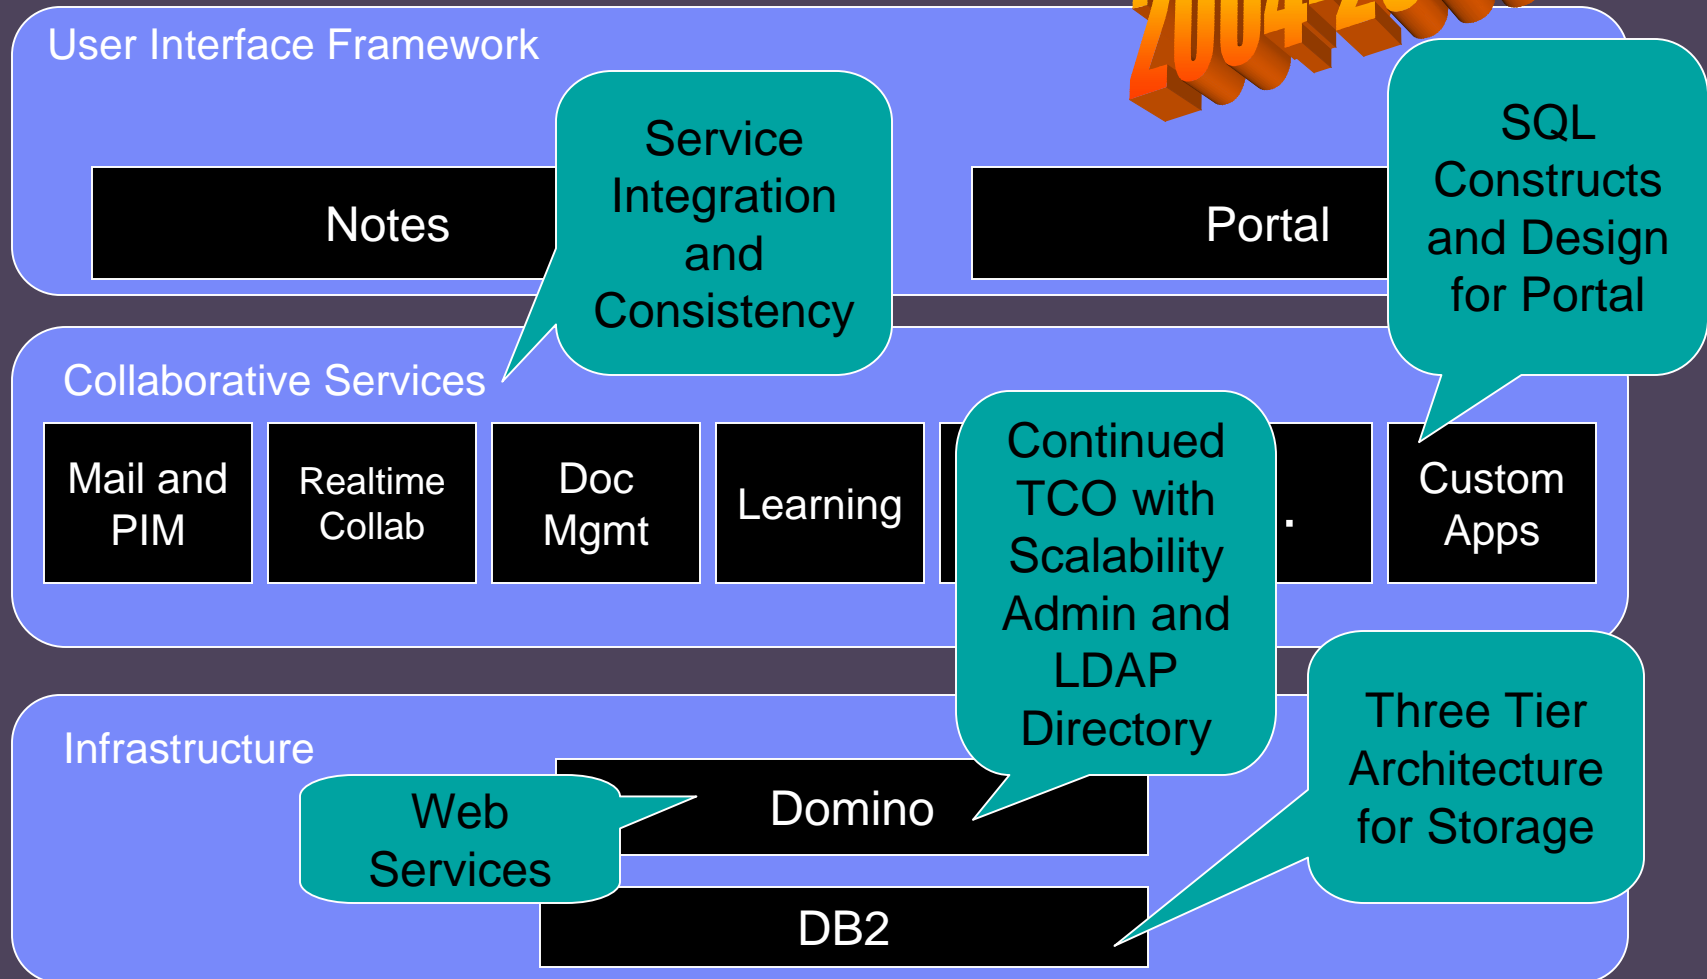 2004-20
User Interface Framework
Service
Integration
and
Consistency
SQL
Constructs
and Design
for Portal
Notes
Portal
Collaborative Services
Mail and
PIM
Realtime
Collab
Doc
Mgmt
Learning
Continued
TCO with
Scalability
Admin and
LDAP
Directory
.
Custom
Apps
Infrastructure
Three Tier
Architecture
for Storage
Web
Services
Domino
DB2